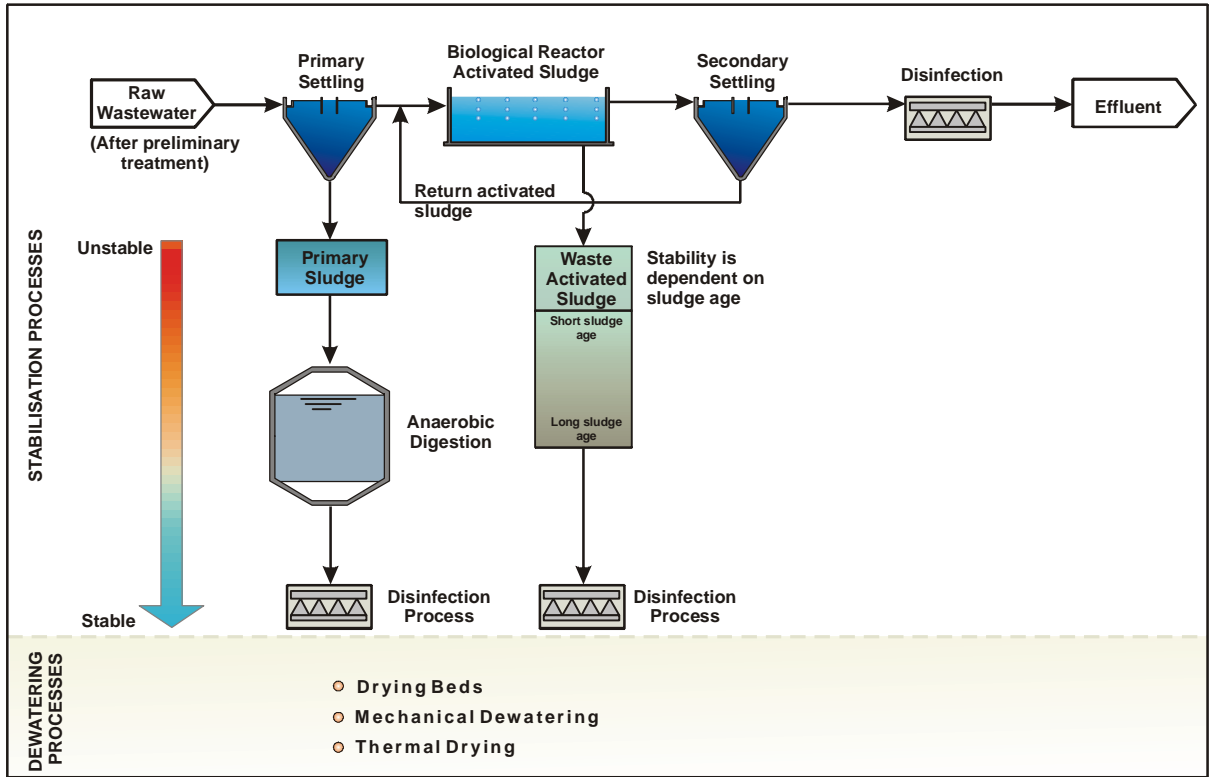 Primary
Settling
Biological Reactor
Activated Sludge
Secondary
Settling
Disinfection
Raw
Wastewater
(After preliminary
treatment)
Effluent
Return activated
sludge
STABILISATION PROCESSES
Unstable
Primary
Sludge
Waste
Activated
Sludge
Stability is
dependent on
sludge age
Short sludge
age
Anaerobic
Digestion
Long sludge
age
Disinfection
Process
Disinfection
Process
Stable
DEWATERING
PROCESSES
Drying Beds
Mechanical Dewatering
Thermal Drying